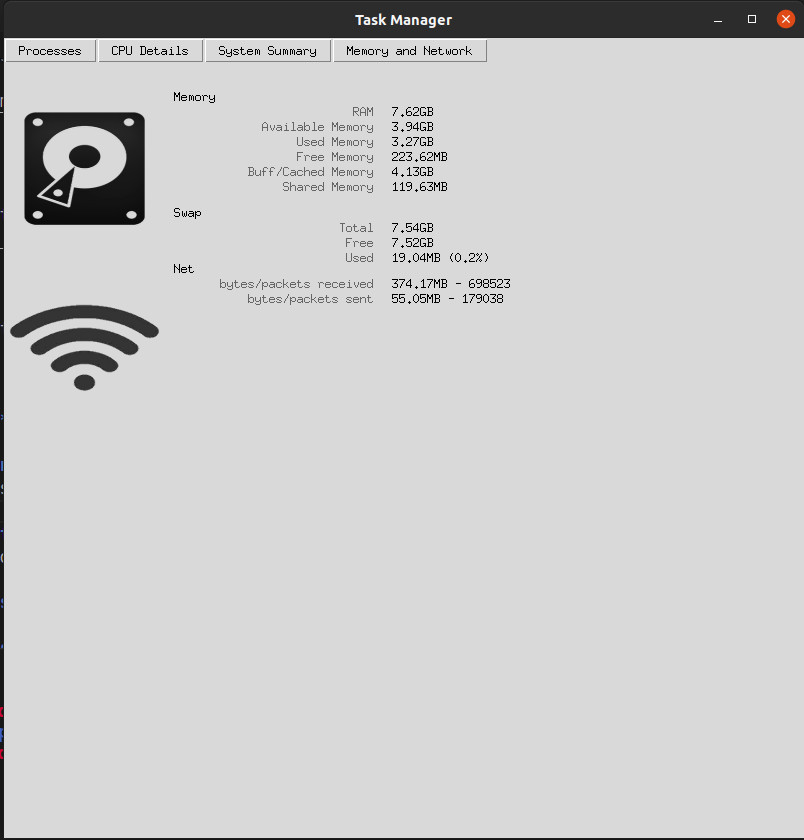 Task Manager
Processes CPU Details System Summary Memory and Network
Memory
RAM 7.62GB
Available Memory 3.94GB
Used Memory 3.27GB
Free Memory 223.62MB
Buff/Cached Memory 4.13GB
Shared Memory 119.63MB
Swap
Total 7.54GB
Free 7.52GB
Used 19.04MB (0.2%)
Net
bytes/packets received 374.17MB - 698523
bytes/packets sent 55.05MB - 179038